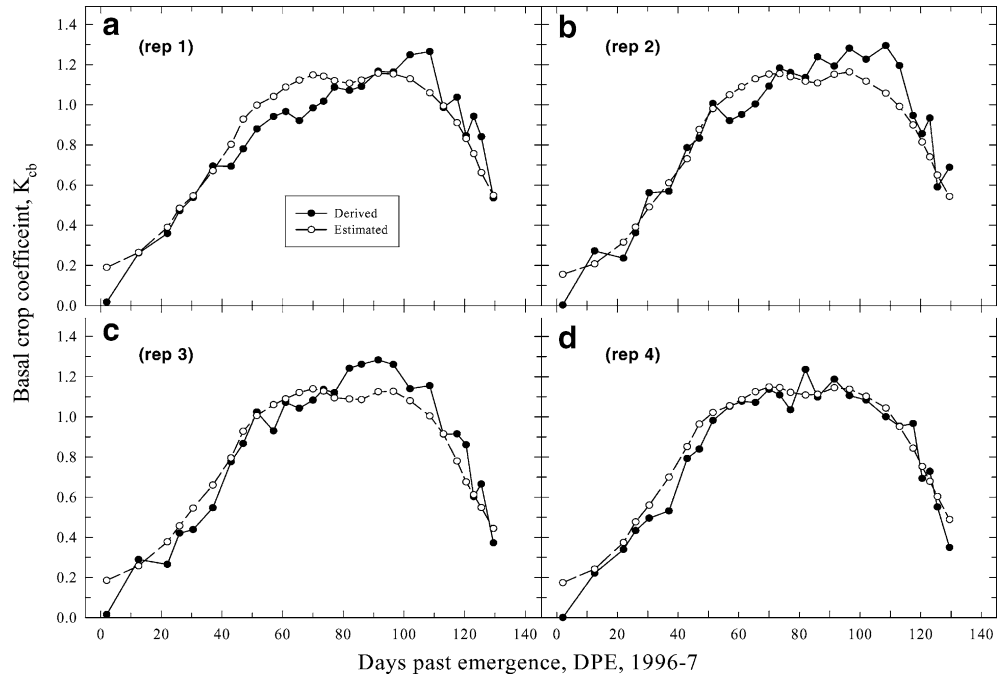 a
(rep 1)
b
(rep 2)
1.4
1.2
1.0
0.8
0.6
0.4
0.2
0.0
Derived
Estimated
Basal crop coefficeint, Kcb
c
(rep 3)
d
(rep 4)
1.4
1.2
1.0
0.8
0.6
0.4
0.2
0.0
0 20 40 60 80 100 120 140
0 20 40 60 80 100 120 140
Days past emergence, DPE, 1996-7